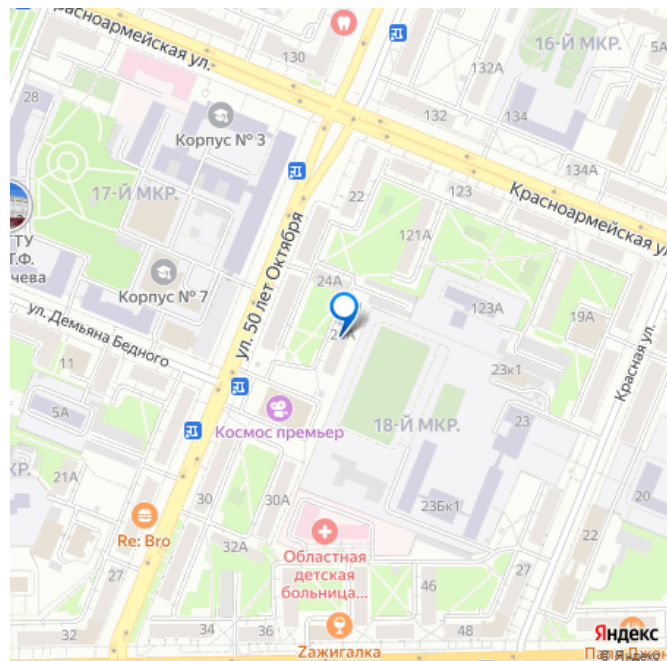 Красноармейская ул.
130
16-Й МКР.
5А
132А
28
132
134
Корпус № 3
134А
17-Й МКР.
22
123
Красноармейская ул
121А
ТУ
Т.Ф.
чева
24А
ул. 50 лет Октября
Корпус № 7
123А
19А
ул. Демьяна Бедного
11
23к1
Красная ул.
5А
Космос премьер
18-Й МКР.
23
КР.
21А
20
30
30А
23Бк1
Re: Bro
32А
Областная
детская
больница...
22
27
46
27
32
34
36
48
Zажигалка
Яндекс
© Яндекс